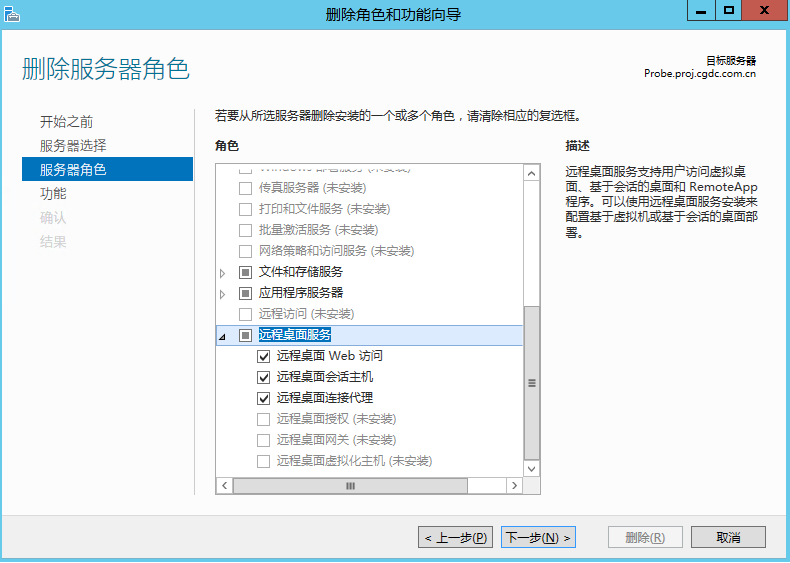 删除角色和功能向导
删除服务器角色
目标服务器
Probe.proj.cgdc.com.cn
开始之前
服务器选择
服务器角色
功能
确认
结果
若要从所选服务器删除安装的一个或多个角色，请清除相应的复选框。
角色
传真服务器 (未安装)
打印和文件服务 (未安装)
批量激活服务 (未安装)
网络策略和访问服务 (未安装)
文件和存储服务
应用程序服务器
远程访问 (未安装)
远程桌面服务
远程桌面 Web 访问
远程桌面会话主机
远程桌面连接代理
远程桌面授权 (未安装)
远程桌面网关 (未安装)
远程桌面虚拟化主机 (未安装)
描述
远程桌面服务支持用户访问虚拟桌
面、基于会话的桌面和 RemoteApp
程序。可以使用远程桌面服务安装来
配置基于虚拟机或基于会话的桌面部
署。
< 上一步(P)
下一步(N) >
删除(R)
取消